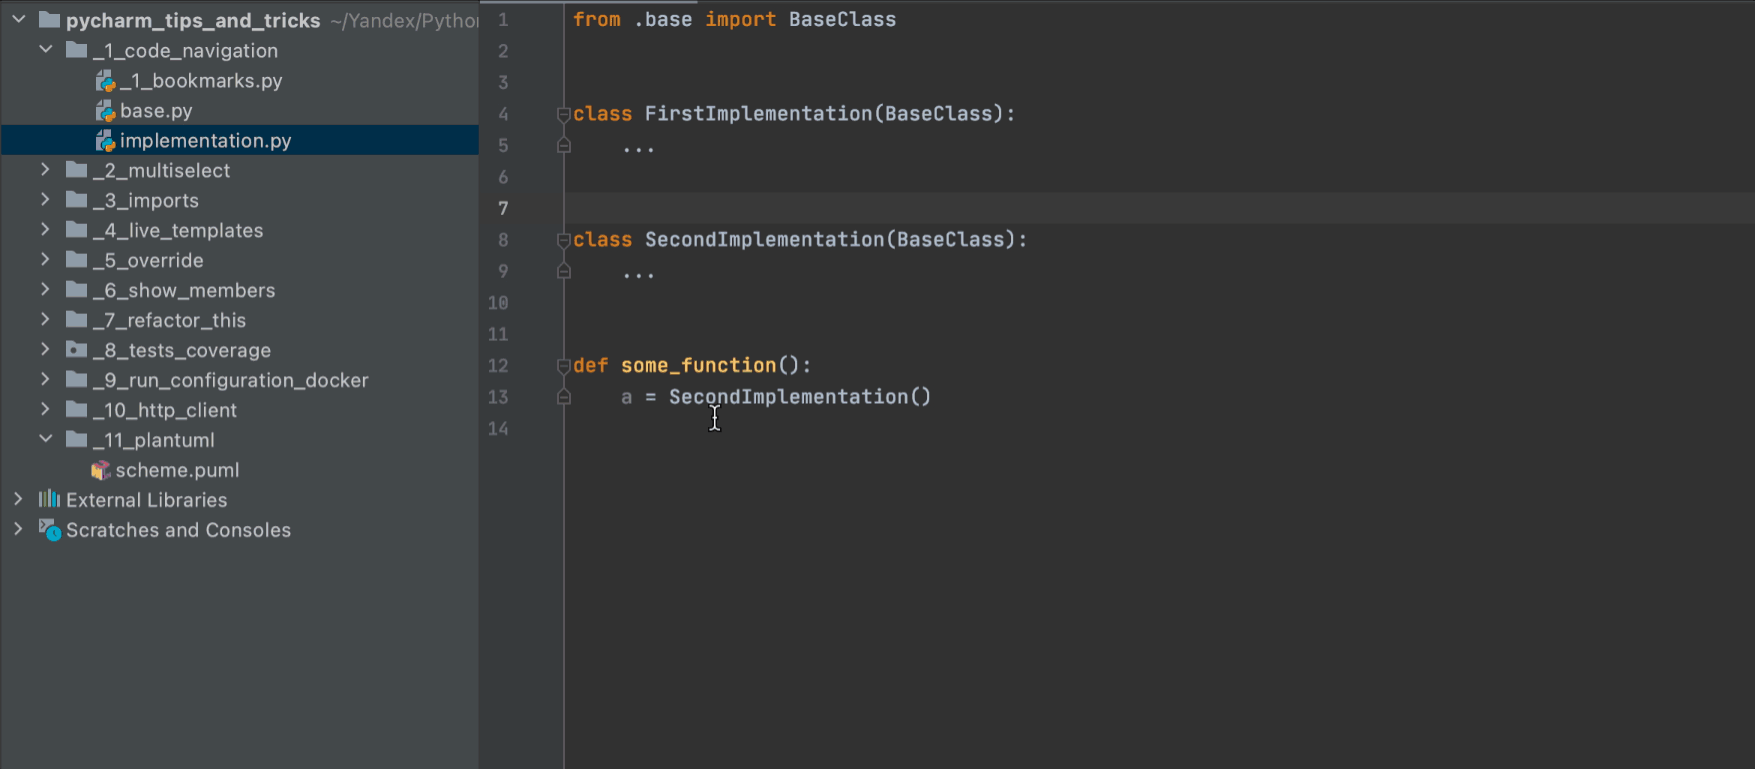 pycharm_tips_and_tricks ~/Yandex/Pytho
_1_code_navigation
_1_bookmarks.py
base.py
implementation.py
_2_multiselect
_3_imports
_4_live_templates
_5_override
_6_show_members
_7_refactor_this
_8_tests_coverage
_9_run_configuration_docker
_10_http_client
_11_plantuml
scheme.puml
External Libraries
Scratches and Consoles
1 from .base import BaseClass
2
3
4 class FirstImplementation(BaseClass):
5     ...
6
7
8 class SecondImplementation(BaseClass):
9     ...
10
11
12 def some_function():
13     a = SecondImplementation()
14